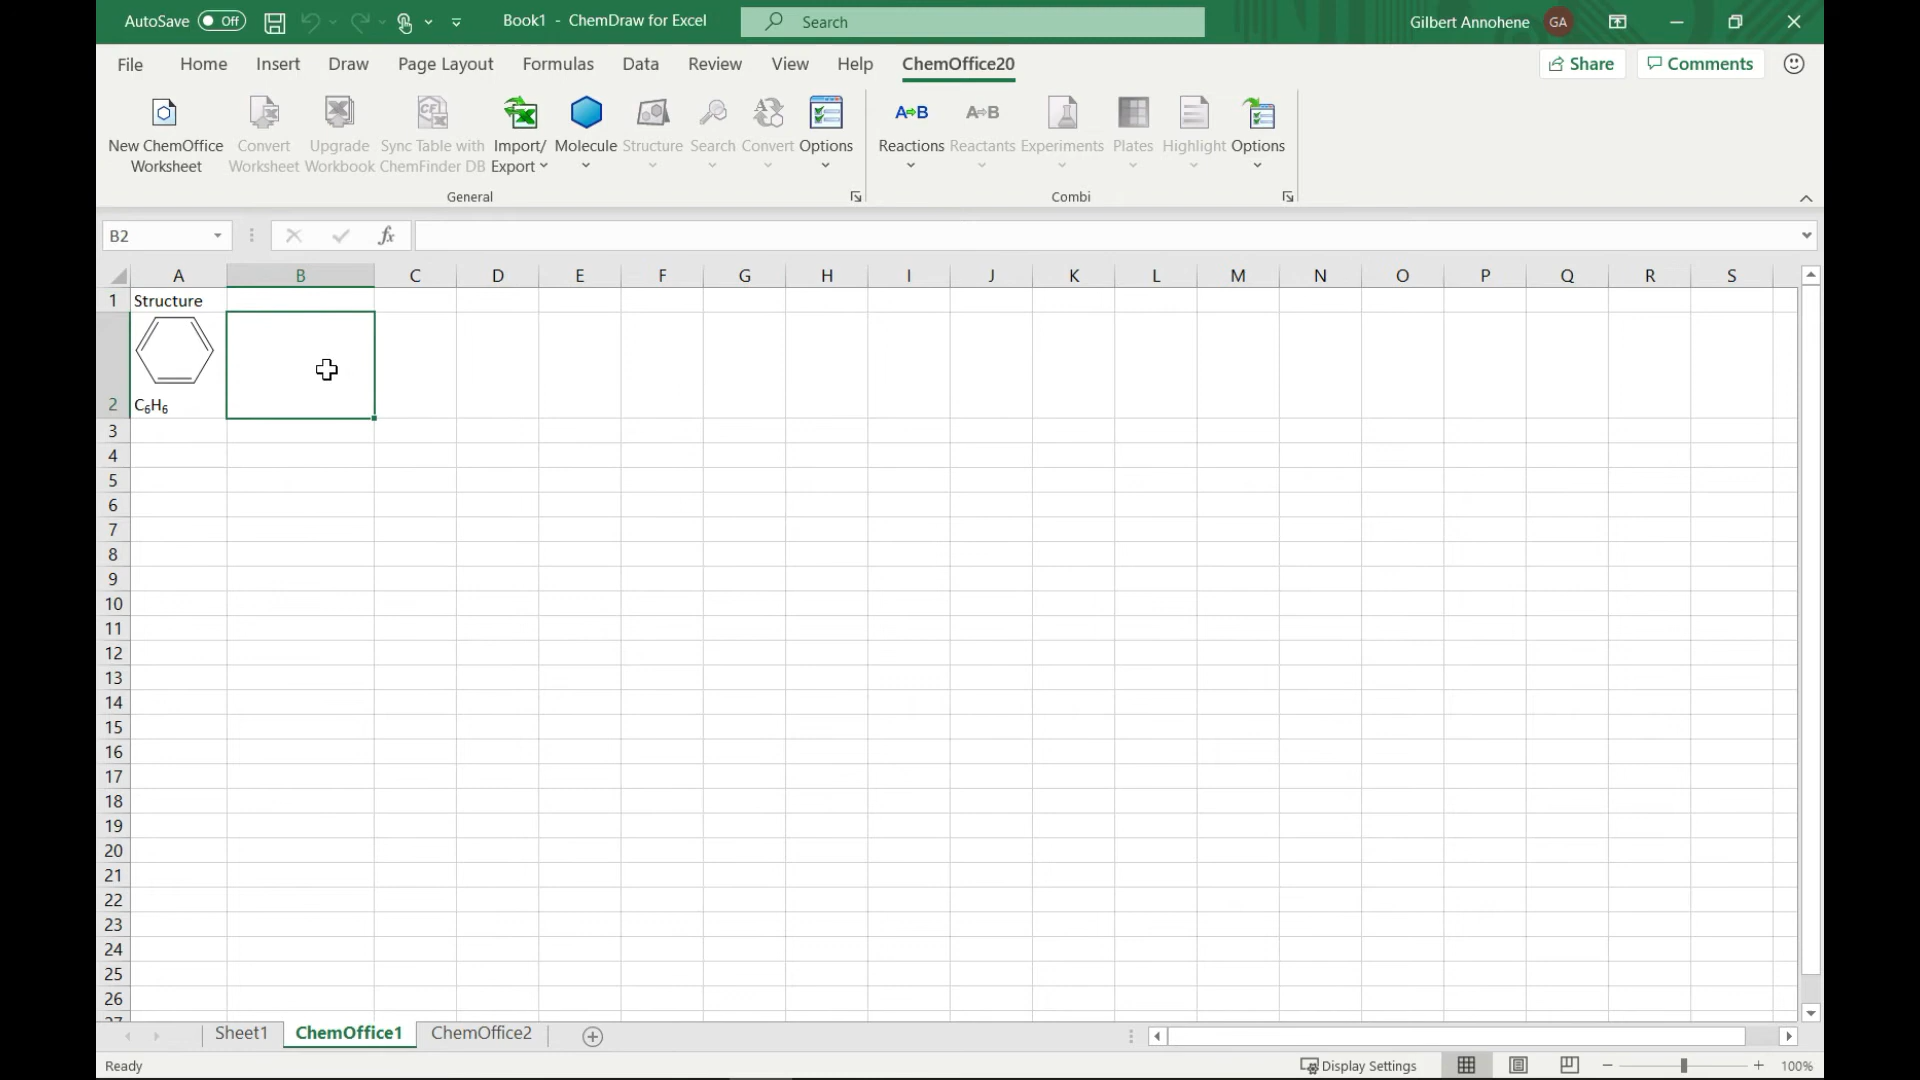 AutoSave Off Book1 - ChemDraw for Excel Search Gilbert Annohene GA
File Home Insert Draw Page Layout Formulas Data Review View Help ChemOffice20 Share Comments
A B A B
New ChemOffice Convert Upgrade Sync Table with Import/ Molecule Structure Search Convert Options Reactions Reactants Experiments Plates Highlight Options
Worksheet Worksheet Workbook ChemFinder DB Export
General Combi
B2 fx
A B C D E F G H I J K L M N O P Q R S
1 Structure
2 C₆H₆
3
4
5
6
7
8
9
10
11
12
13
14
15
16
17
18
19
20
21
22
23
24
25
26
27
Sheet1 ChemOffice1 ChemOffice2
Ready Display Settings 100%